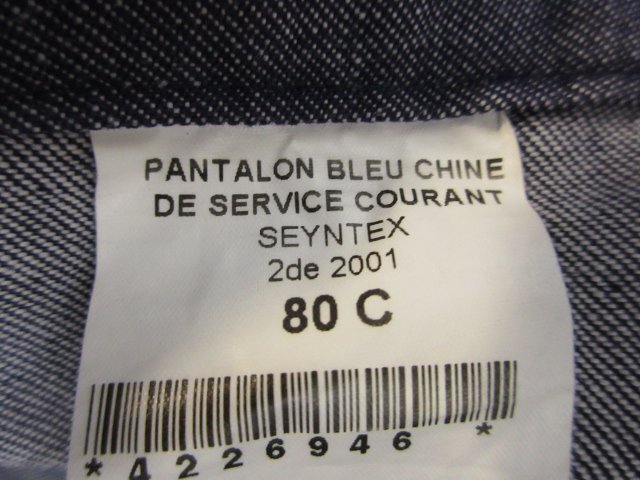 PANTALON BLEU CHINE
DE SERVICE COURANT
SEYNTEX
2de 2001
80 C
*4226946 *